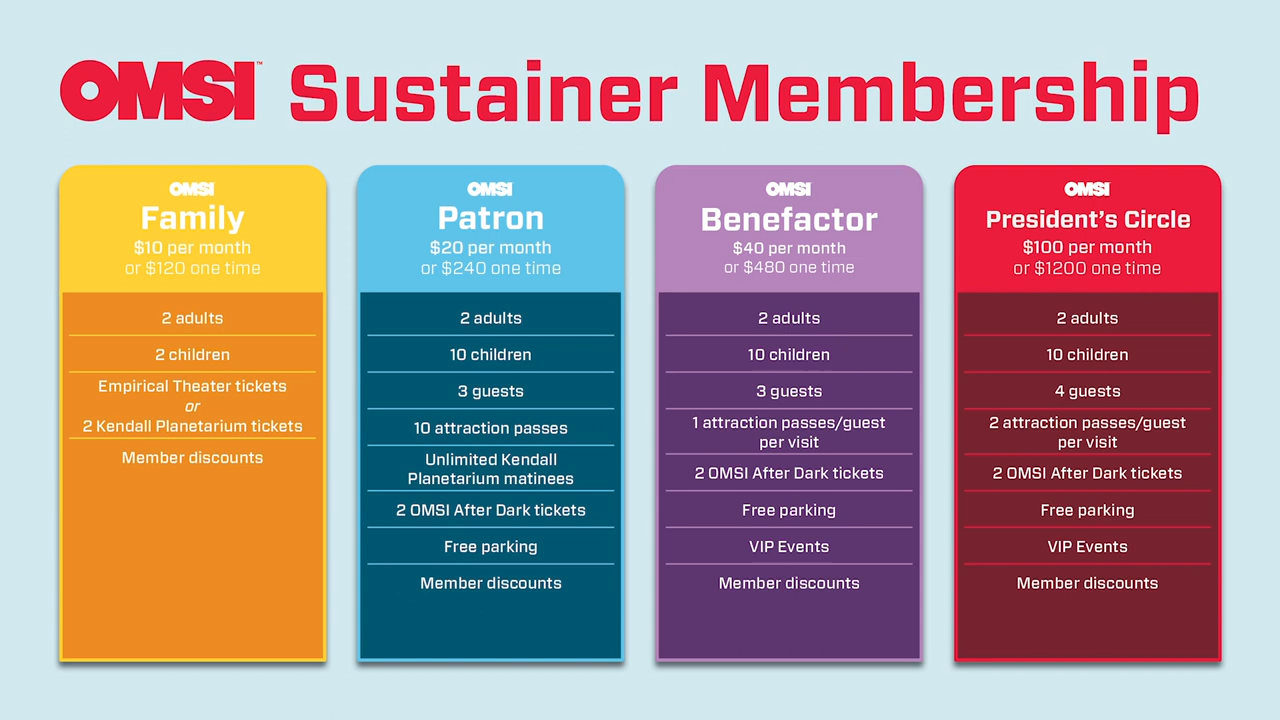 OMSI™ Sustainer Membership
OMSI
Family
$10 per month
or $120 one time
2 adults
2 children
Empirical Theater tickets
or
2 Kendall Planetarium tickets
Member discounts
OMSI
Patron
$20 per month
or $240 one time
2 adults
10 children
3 guests
10 attraction passes
Unlimited Kendall
Planetarium matinees
2 OMSI After Dark tickets
Free parking
Member discounts
OMSI
Benefactor
$40 per month
or $480 one time
2 adults
10 children
3 guests
1 attraction passes/guest
per visit
2 OMSI After Dark tickets
Free parking
VIP Events
Member discounts
OMSI
President's Circle
$100 per month
or $1200 one time
2 adults
10 children
4 guests
2 attraction passes/guest
per visit
2 OMSI After Dark tickets
Free parking
VIP Events
Member discounts